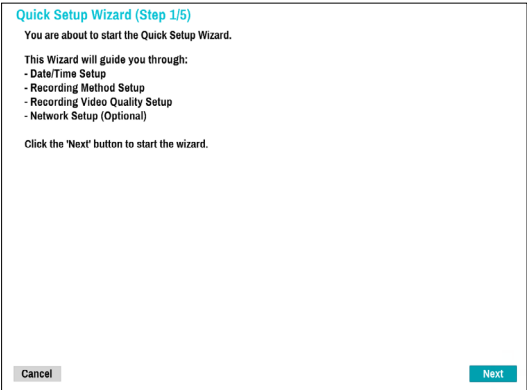 Quick Setup Wizard (Step 1/5)
You are about to start the Quick Setup Wizard.
This Wizard will guide you through:
- Date/Time Setup
- Recording Method Setup
- Recording Video Quality Setup
- Network Setup (Optional)
Click the 'Next' button to start the wizard.
Cancel
Next